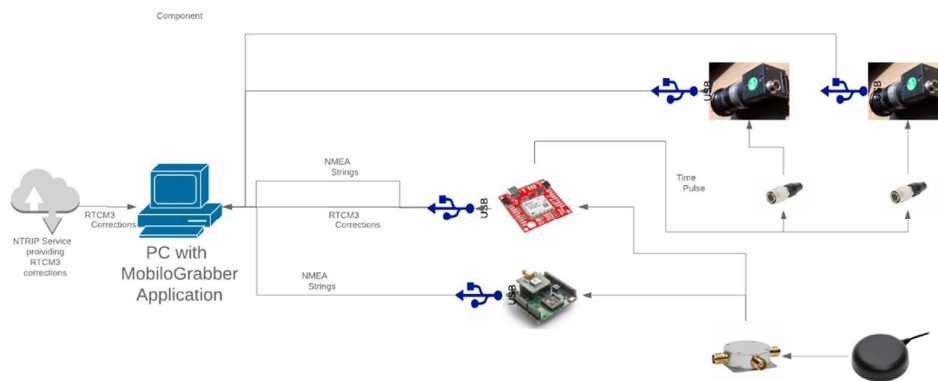 Component
USB
USB
NMEA
Strings
Time
Pulse
RTCM3
Corrections
RTCM3
Corrections
USB
NTRIP Service
proividing
RTCM3
corrections
PC with
MobiloGrabber
Application
NMEA
Strings
USB